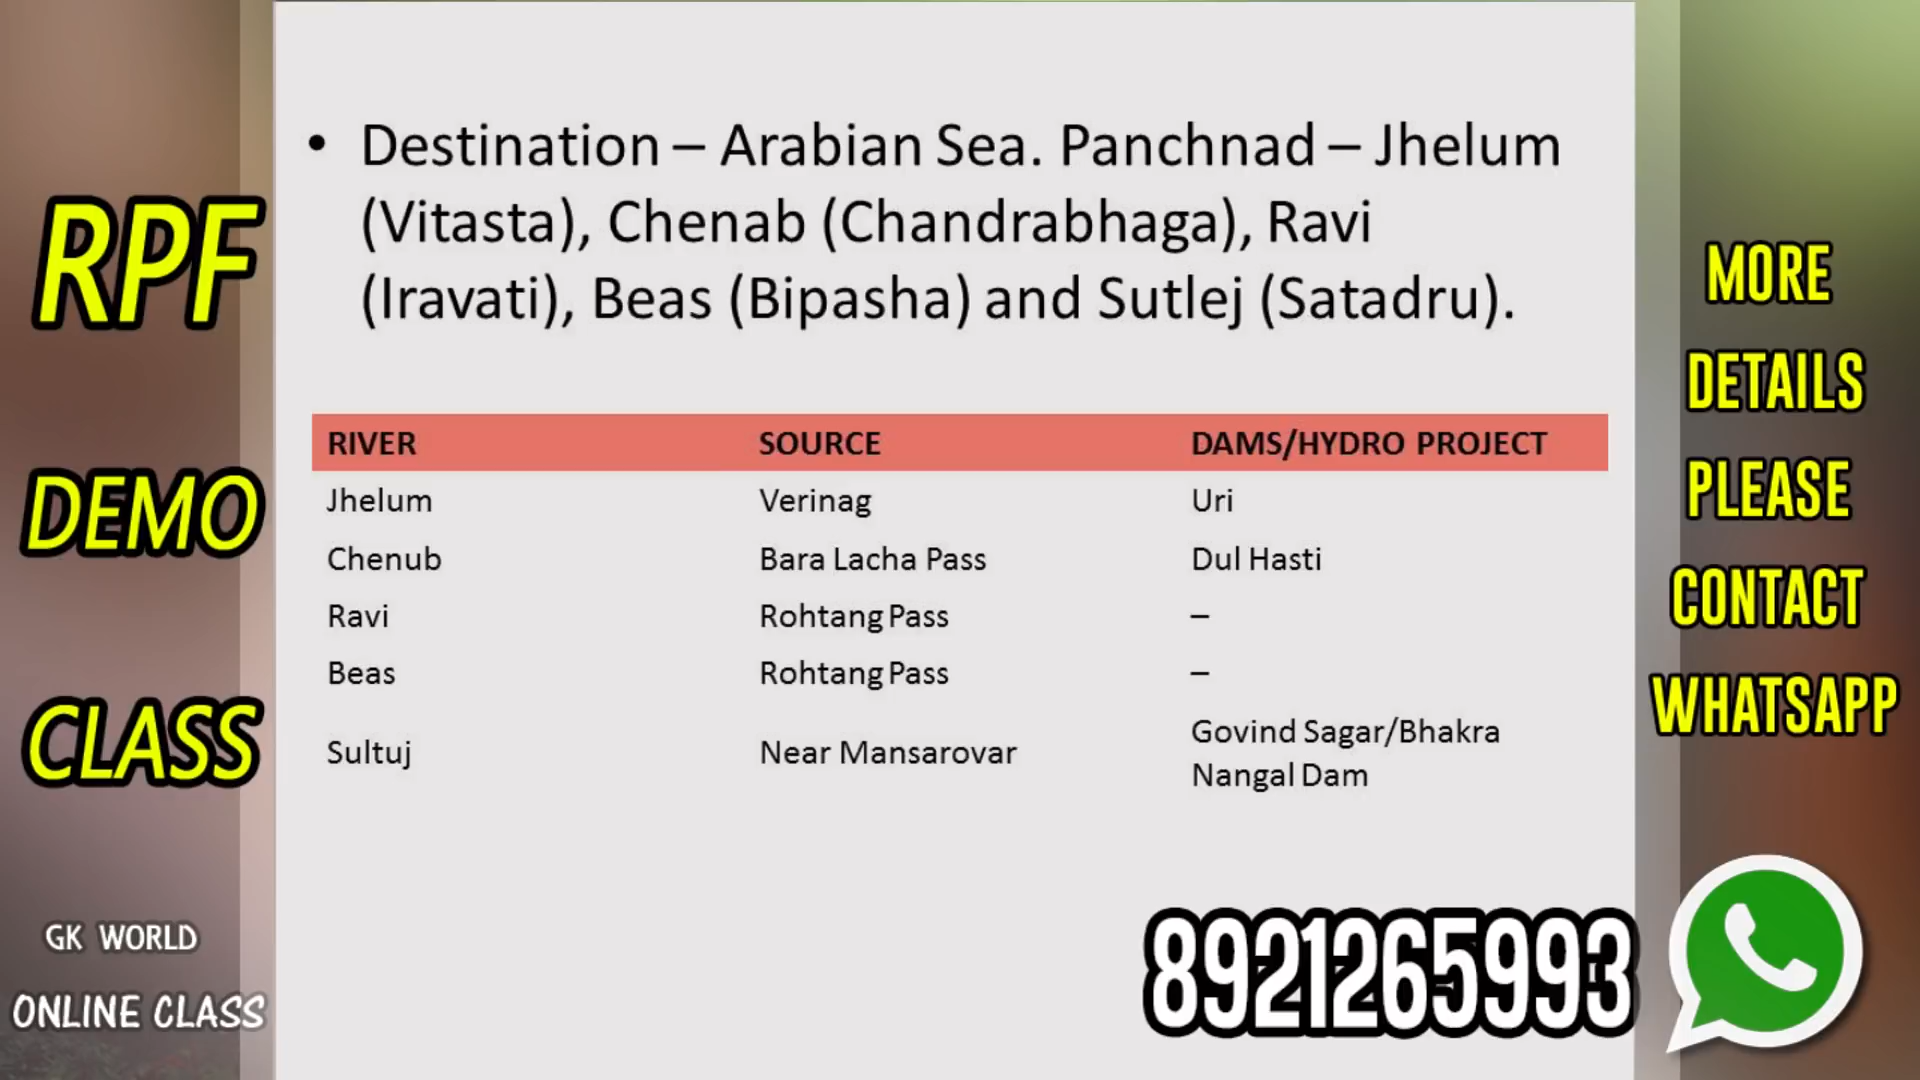 • Destination – Arabian Sea. Panchnad – Jhelum
(Vitasta), Chenab (Chandrabhaga), Ravi
(Iravati), Beas (Bipasha) and Sutlej (Satadru).
RIVER SOURCE DAMS/HYDRO PROJECT
Jhelum Verinag Uri
Chenub Bara Lacha Pass Dul Hasti
Ravi Rohtang Pass –
Beas Rohtang Pass –
Sultuj Near Mansarovar Govind Sagar/Bhakra
Nangal Dam
RPF
DEMO
CLASS
GK WORLD
ONLINE CLASS
MORE
DETAILS
PLEASE
CONTACT
WHATSAPP
8921265993